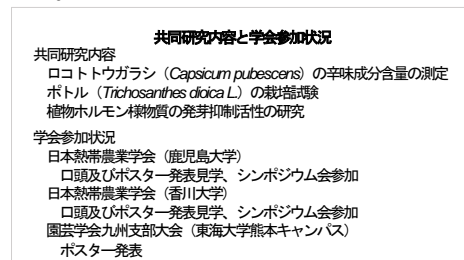 共同研究内容と学会参加状況
共同研究内容
ロコトトウガラシ（Capsicum pubescens）の辛味成分含量の測定
ポトル（Trichosanthes dioica L.）の栽培試験
植物ホルモン様物質の発芽抑制活性の研究
学会参加状況
日本熱帯農業学会（鹿児島大学）
口頭及びポスター発表見学、シンポジウム会参加
日本熱帯農業学会（香川大学）
口頭及びポスター発表見学、シンポジウム会参加
園芸学会九州支部大会（東海大学熊本キャンパス）
ポスター発表